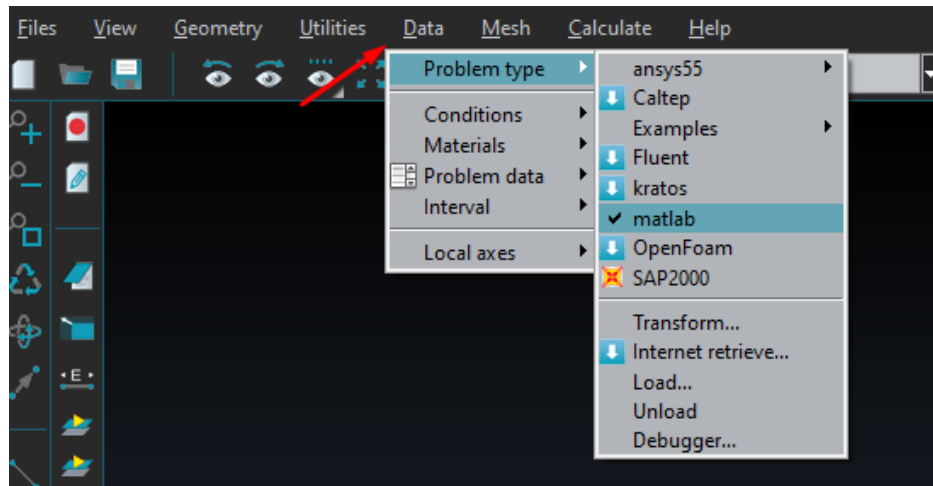 Files View Geometry Utilities Data Mesh Calculate Help
Problem type
Conditions
Materials
Problem data
Interval
Local axes
ansys55
Caltep
Examples
Fluent
kratos
matlab
OpenFoam
SAP2000
Transform...
Internet retrieve...
Load...
Unload
Debugger...
E